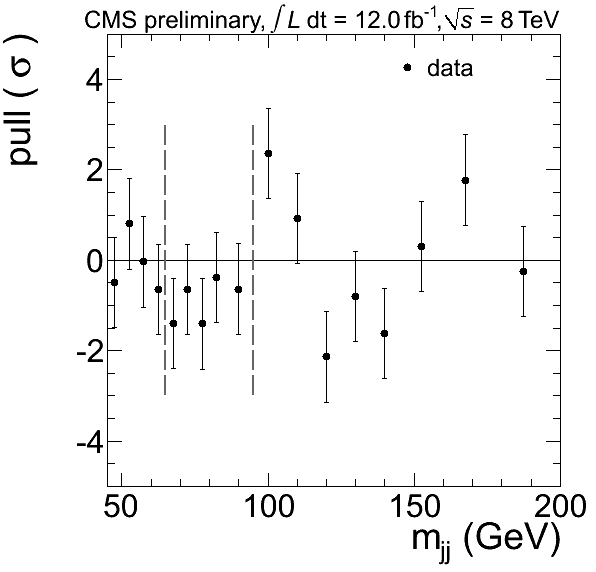 CMS preliminary, ∫ L dt = 12.0 fb⁻¹, √s = 8 TeV
pull ( σ )
data
4
2
0
-2
-4
50 100 150 200
m_jj (GeV)